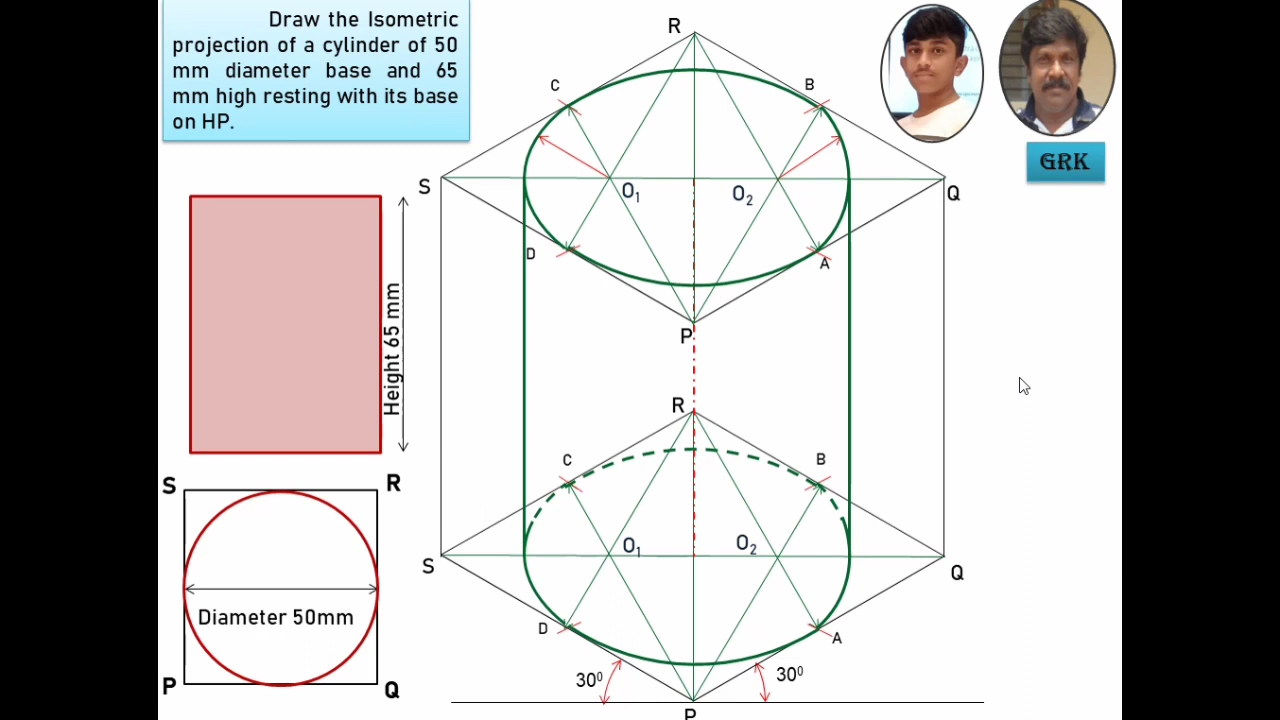 Draw the Isometric
projection of a cylinder of 50
mm diameter base and 65
mm high resting with its base
on HP.
GRK
R
C
B
S
O₁
O₂
Q
D
A
P
Height 65 mm
R
C
B
S
O₁
O₂
Q
D
A
30⁰
30⁰
P
S
R
Diameter 50mm
P
Q